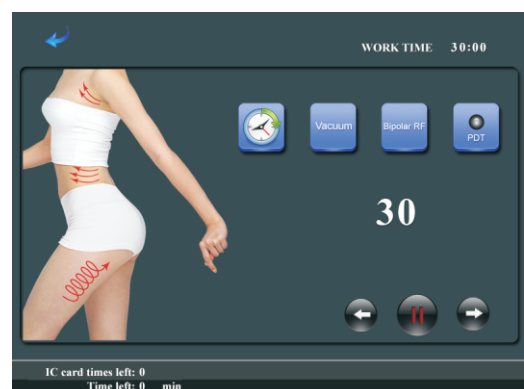 WORK TIME 30:00
Vacuum
Bipolar RF
PDT
30
IC card times left: 0
Time left: 0 min